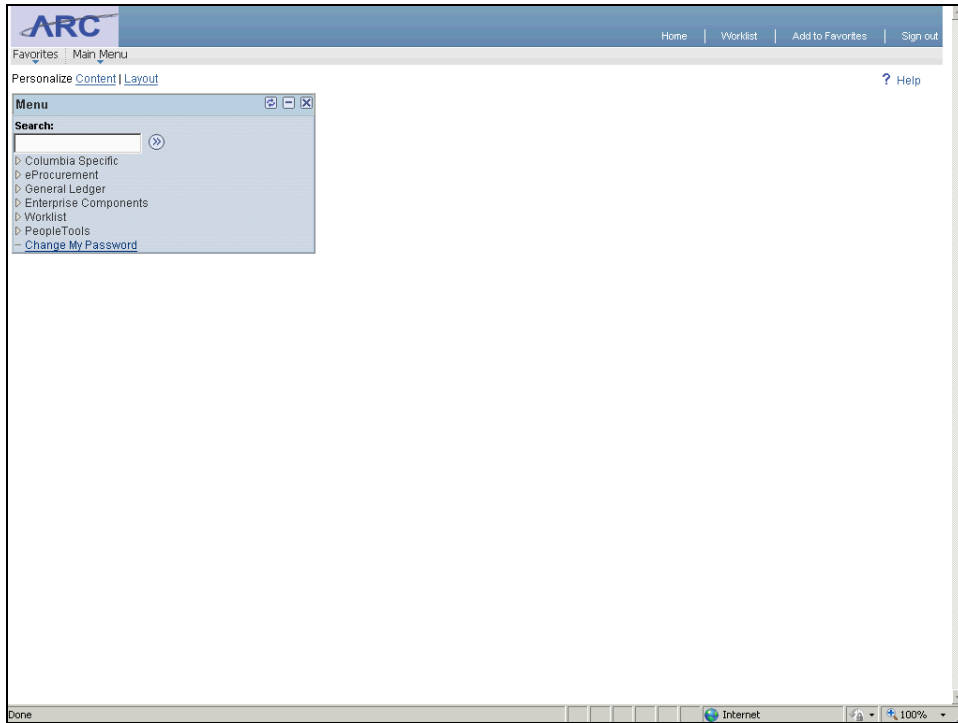 ARC
Home | Worklist | Add to Favorites | Sign out
Favorites Main Menu
Personalize Content | Layout
? Help
Menu
Search:
Columbia Specific
eProcurement
General Ledger
Enterprise Components
Worklist
PeopleTools
Change My Password
Done Internet 100%